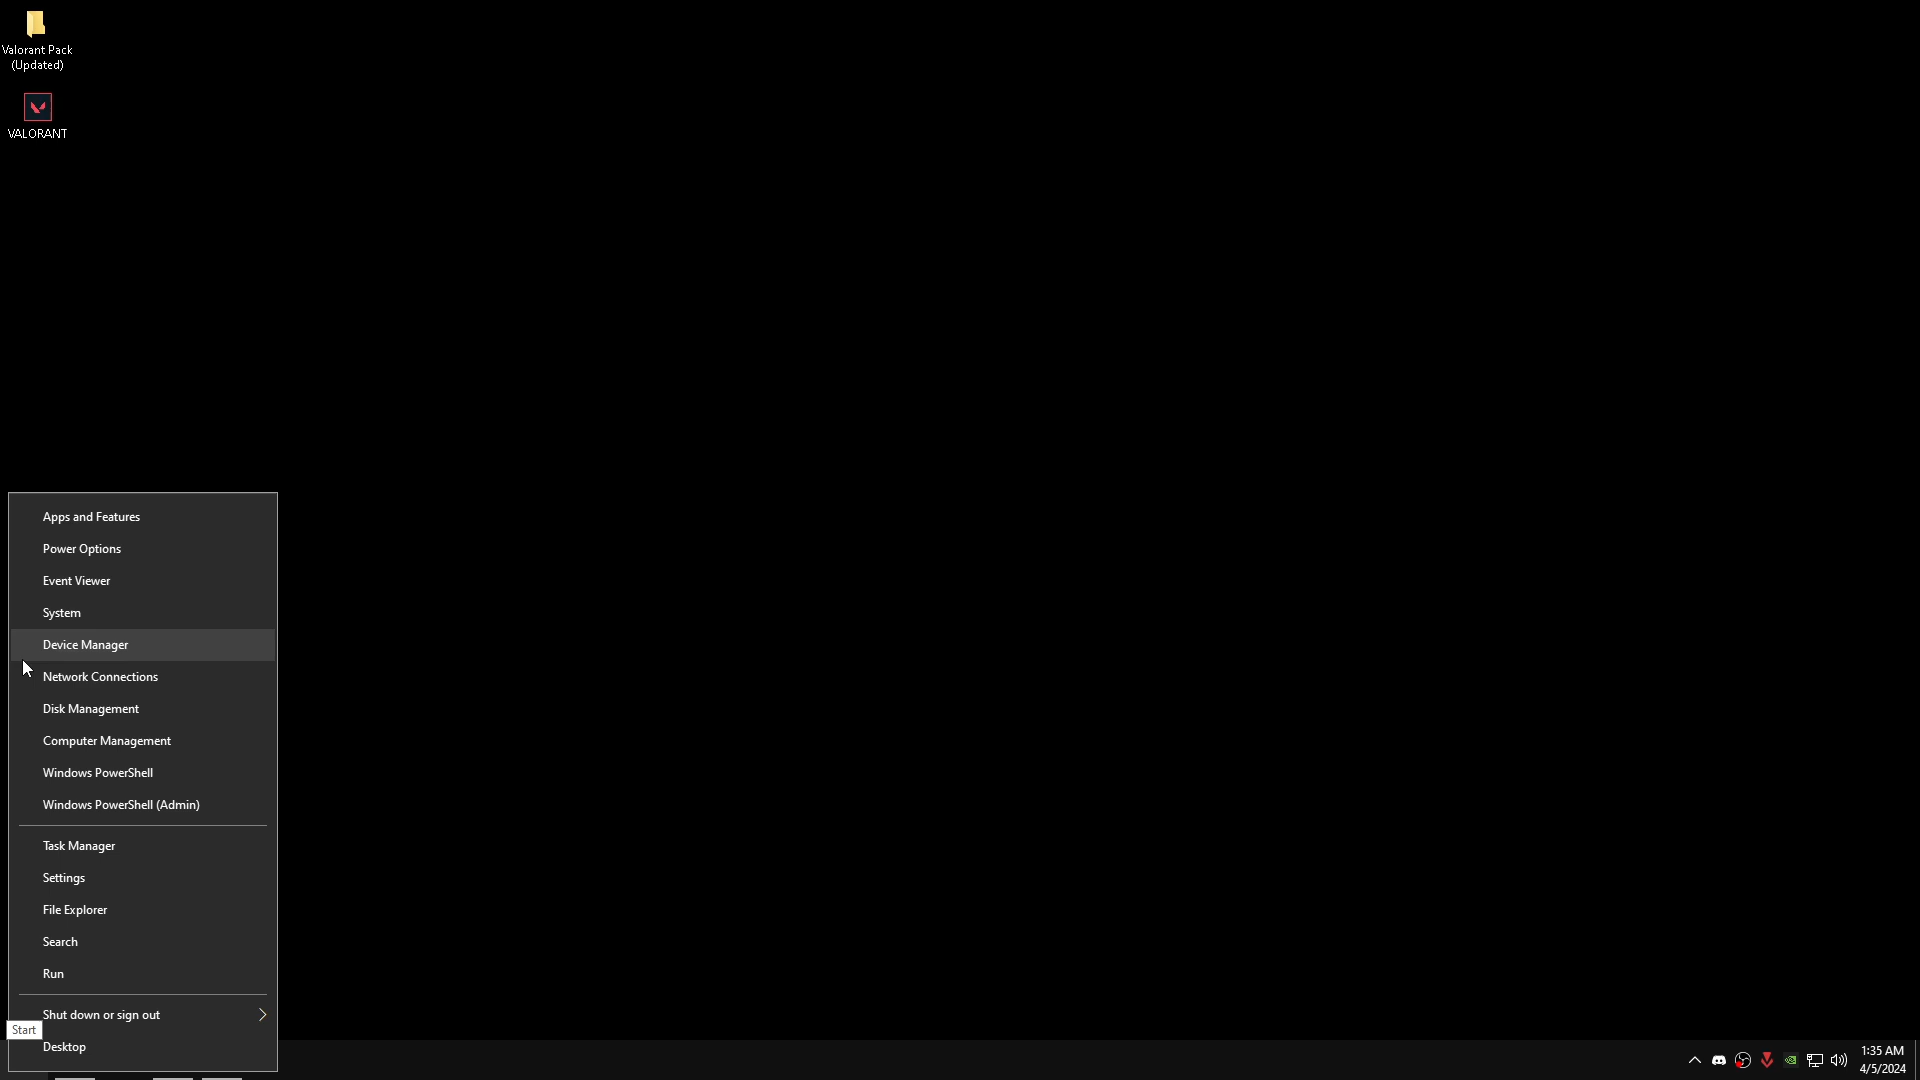 Valorant Pack
(Updated)
VALORANT
Apps and Features
Power Options
Event Viewer
System
Device Manager
Network Connections
Disk Management
Computer Management
Windows PowerShell
Windows PowerShell (Admin)
Task Manager
Settings
File Explorer
Search
Run
Shut down or sign out
Start
Desktop
1:35 AM
4/5/2024